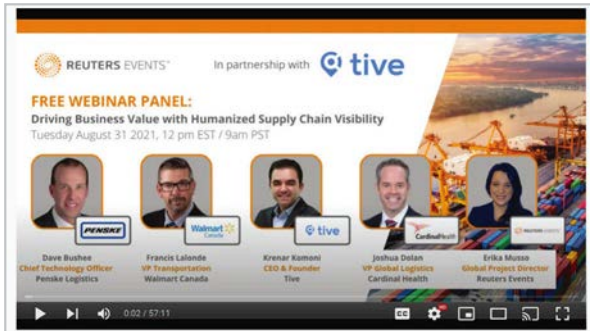 REUTERS EVENTS™
In partnership with tive
FREE WEBINAR PANEL:
Driving Business Value with Humanized Supply Chain Visibility
Tuesday August 31 2021, 12 pm EST / 9am PST
PENSKE
Walmart
Canada
tive
CardinalHealth
REUTERS EVENTS
Dave Bushee
Chief Technology Officer
Penske Logistics
Francis Lalonde
VP Transportation
Walmart Canada
Krenar Komoni
CEO & Founder
Tive
Joshua Dolan
VP Global Logistics
Cardinal Health
Erika Musso
Global Project Director
Reuters Events
0:02 / 57:11
CC